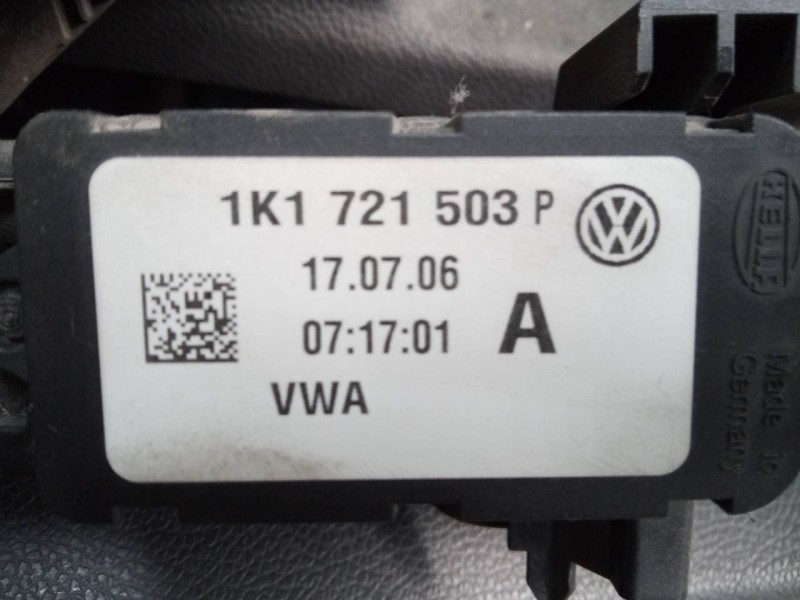 1K1 721 503 P
17.07.06
07:17:01 A
VWA
HELLA
Made in
Germany